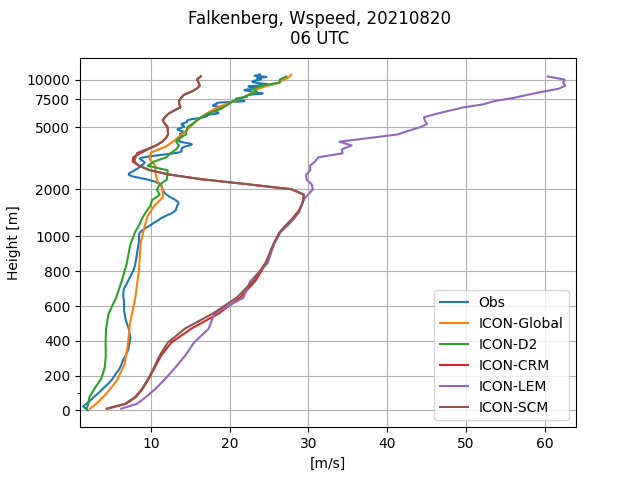 Falkenberg, Wspeed, 20210820
06 UTC
10000
7500
5000
2000
1000
800
600
400
200
0
Height [m]
10
20
30
40
50
60
[m/s]
Obs
ICON-Global
ICON-D2
ICON-CRM
ICON-LEM
ICON-SCM